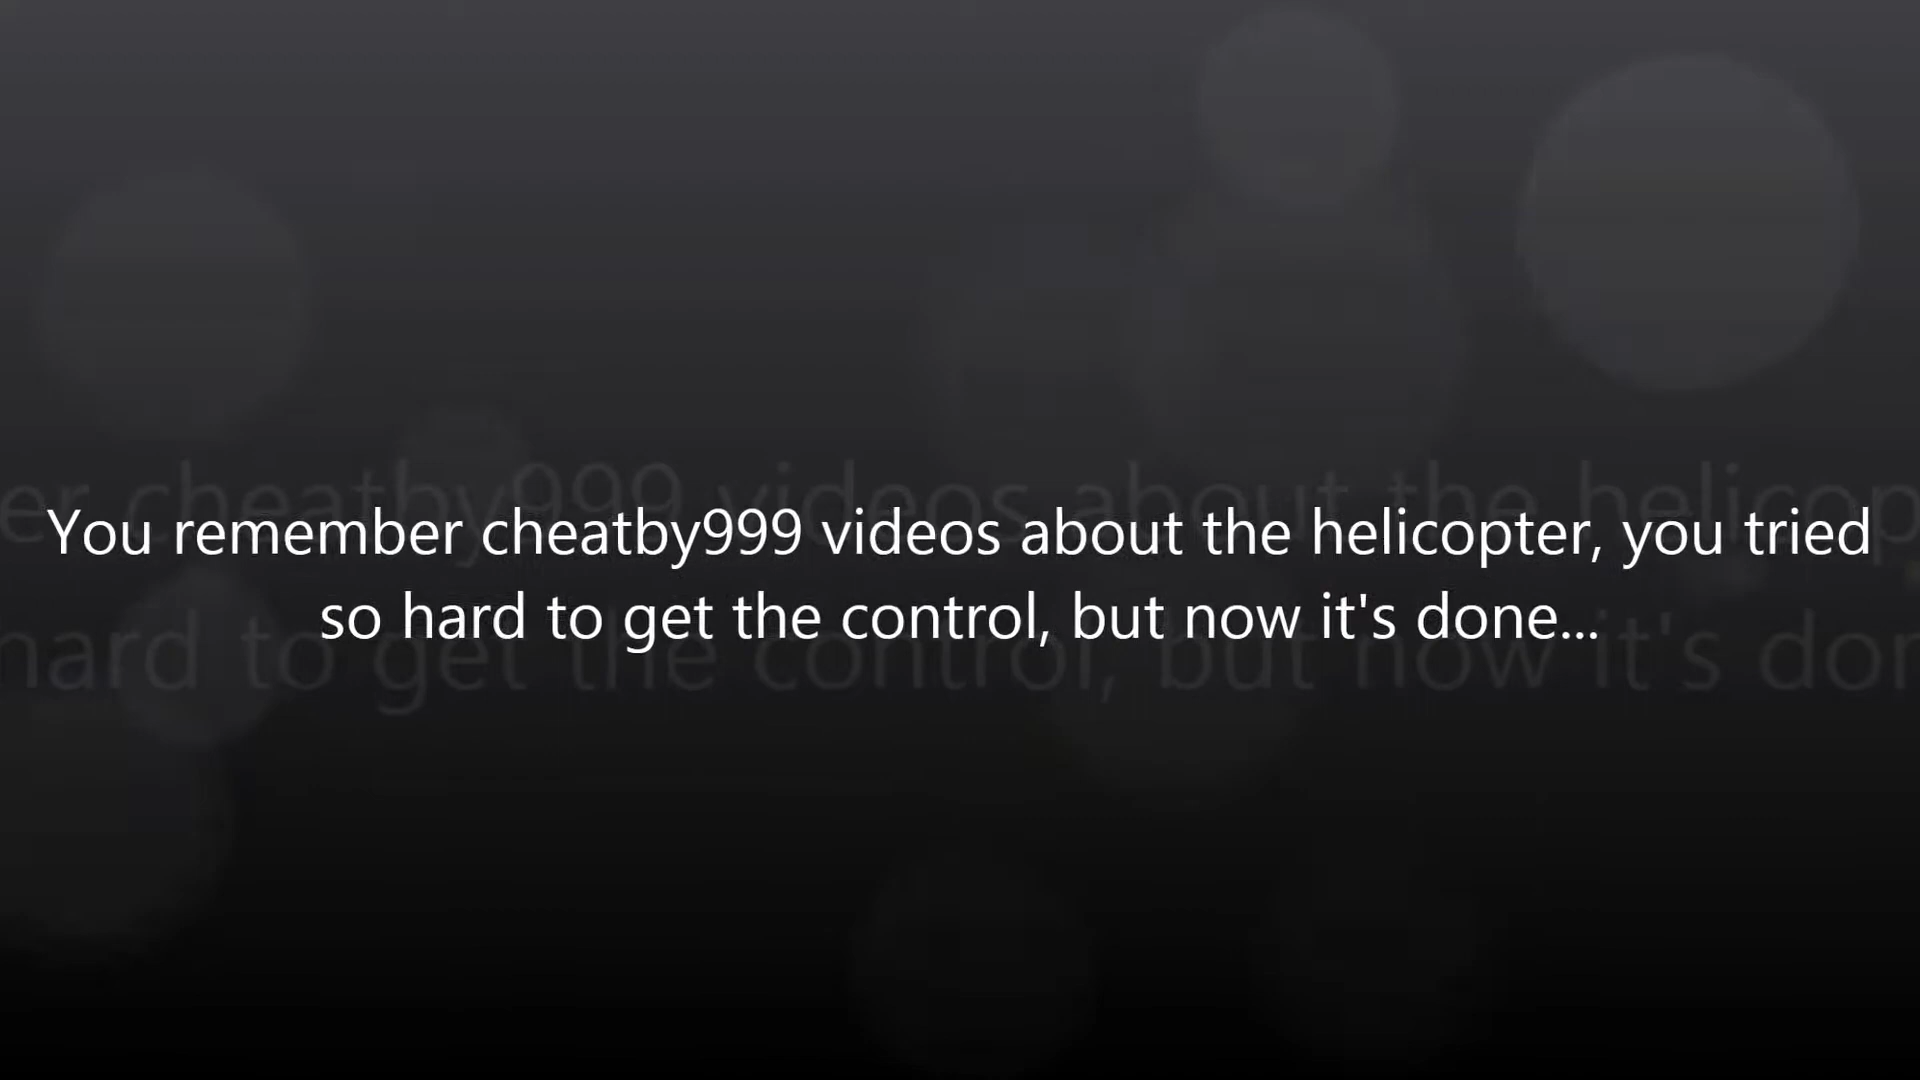 You remember cheatby999 videos about the helicopter, you tried
so hard to get the control, but now it's done...